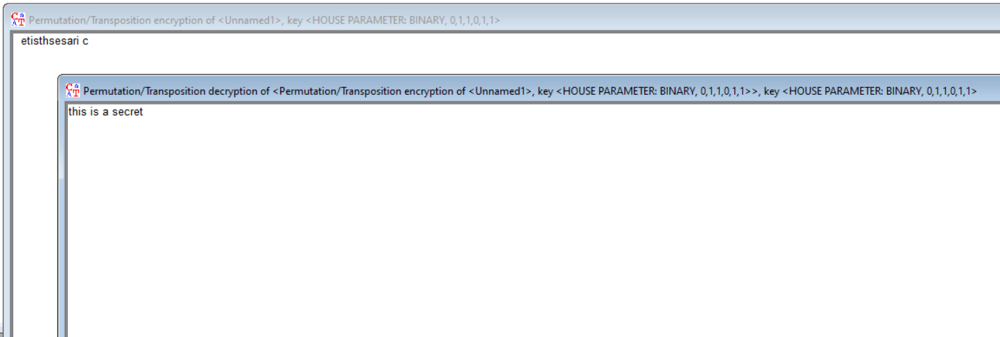 Permutation/Transposition encryption of <Unnamed1>, key <HOUSE PARAMETER: BINARY, 0,1,1,0,1,1>
etisthsesari c
Permutation/Transposition decryption of <Permutation/Transposition encryption of <Unnamed1>, key <HOUSE PARAMETER: BINARY, 0,1,1,0,1,1>>, key <HOUSE PARAMETER: BINARY, 0,1,1,0,1,1>
this is a secret